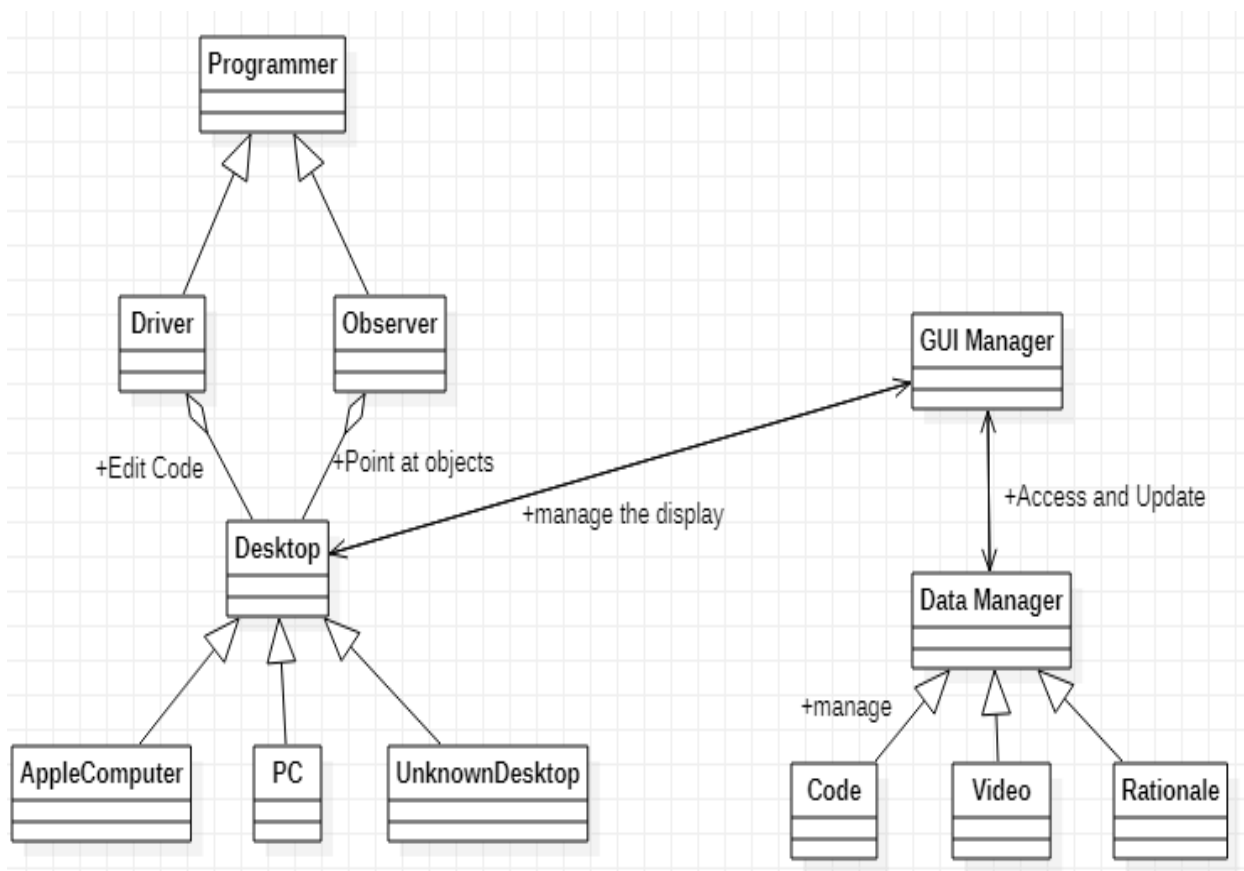 Programmer
Driver
Observer
GUI Manager
+Edit Code
+Point at objects
+manage the display
+Access and Update
Desktop
Data Manager
+manage
AppleComputer
PC
UnknownDesktop
Code
Video
Rationale